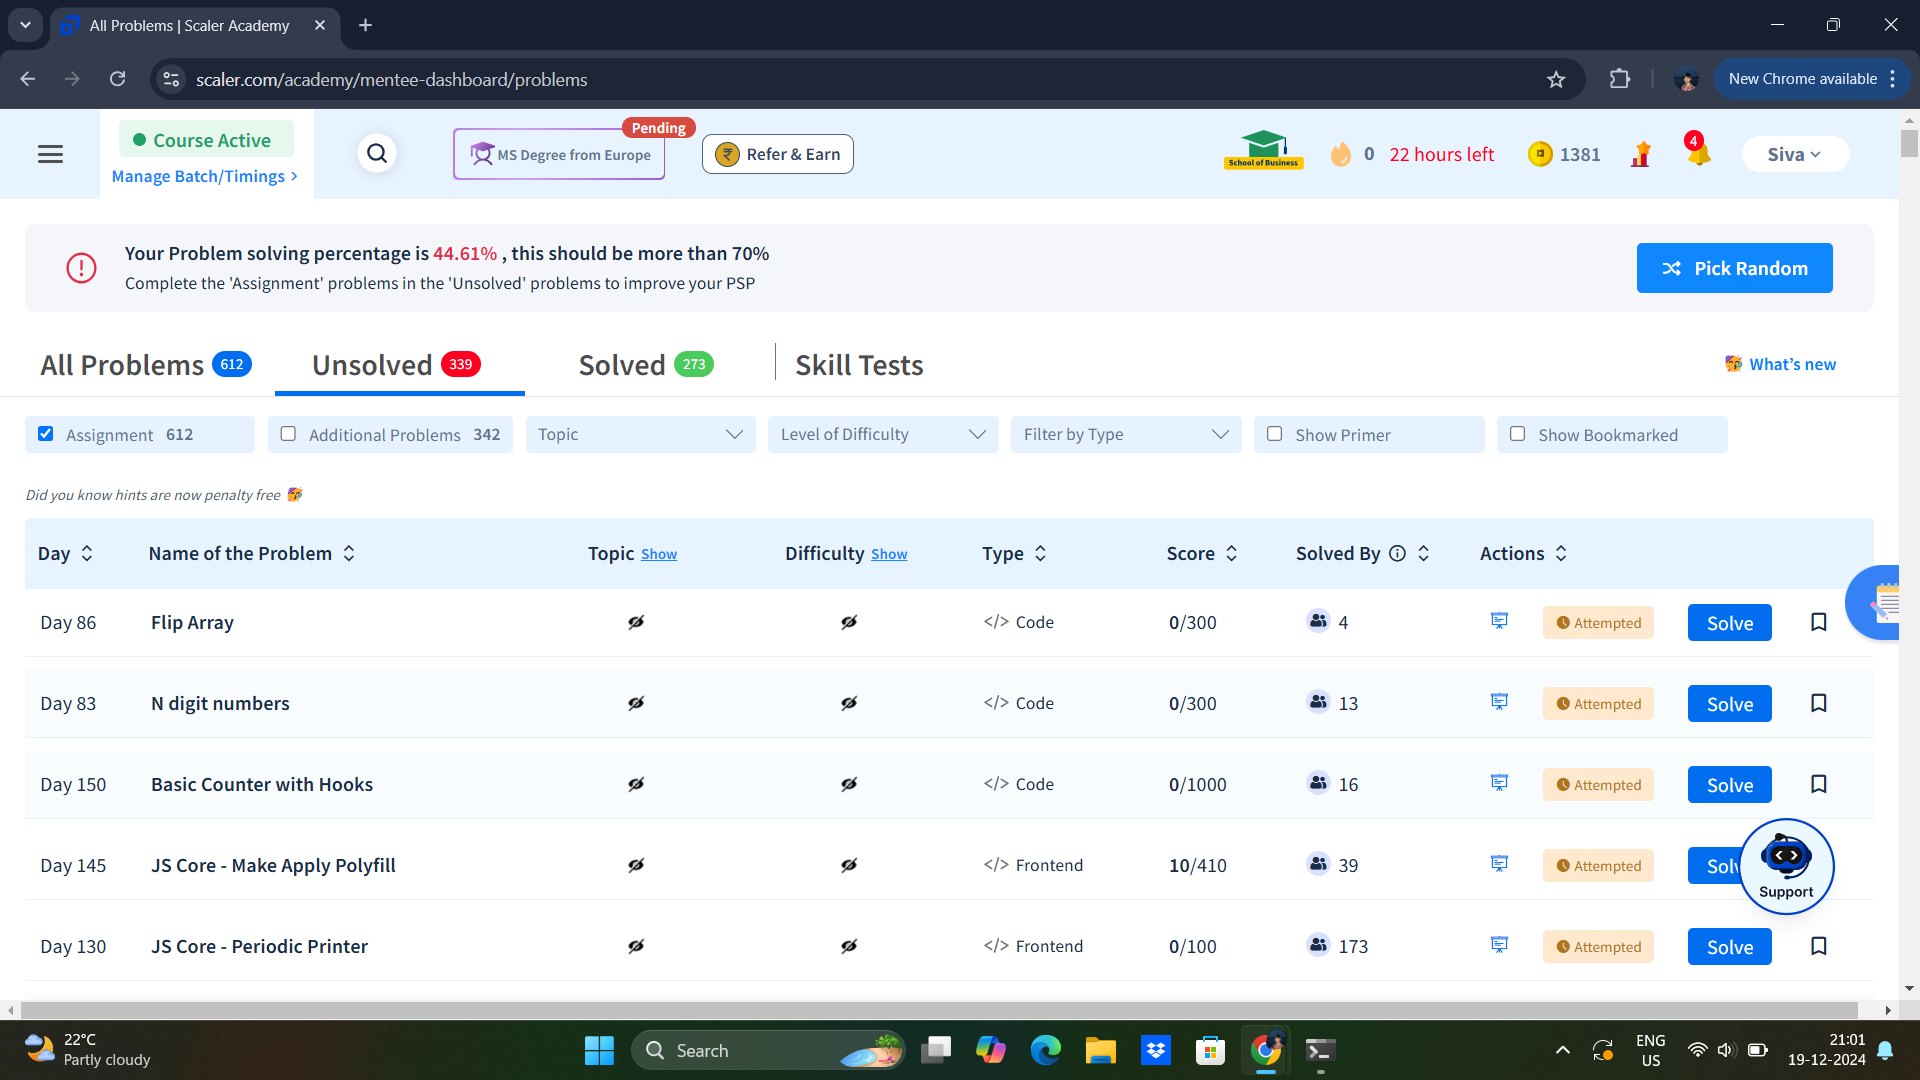 All Problems | Scaler Academy
scaler.com/academy/mentee-dashboard/problems
New Chrome available
Course Active
Manage Batch/Timings
MS Degree from Europe
Pending
Refer & Earn
School of Business
0
22 hours left
1381
4
Siva
Your Problem solving percentage is 44.61% , this should be more than 70%
Complete the 'Assignment' problems in the 'Unsolved' problems to improve your PSP
Pick Random
All Problems 612
Unsolved 339
Solved 273
Skill Tests
What's new
Assignment 612
Additional Problems 342
Topic
Level of Difficulty
Filter by Type
Show Primer
Show Bookmarked
Did you know hints are now penalty free
Day Name of the Problem Topic Show Difficulty Show Type Score Solved By Actions
Day 86 Flip Array </> Code 0/300 4 Attempted Solve
Day 83 N digit numbers </> Code 0/300 13 Attempted Solve
Day 150 Basic Counter with Hooks </> Code 0/1000 16 Attempted Solve
Day 145 JS Core - Make Apply Polyfill </> Frontend 10/410 39 Attempted
Support
Day 130 JS Core - Periodic Printer </> Frontend 0/100 173 Attempted Solve
22°C
Partly cloudy
Search
ENG
US
21:01
19-12-2024